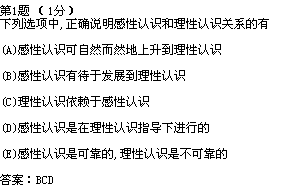 第1题 （1分）
下列选项中,正确说明感性认识和理性认识关系的有
(A)感性认识可自然而然地上升到理性认识
(B)感性认识有待于发展到理性认识
(C)理性认识依赖于感性认识
(D)感性认识是在理性认识指导下进行的
(E)感性认识是可靠的,理性认识是不可靠的
答案：BCD